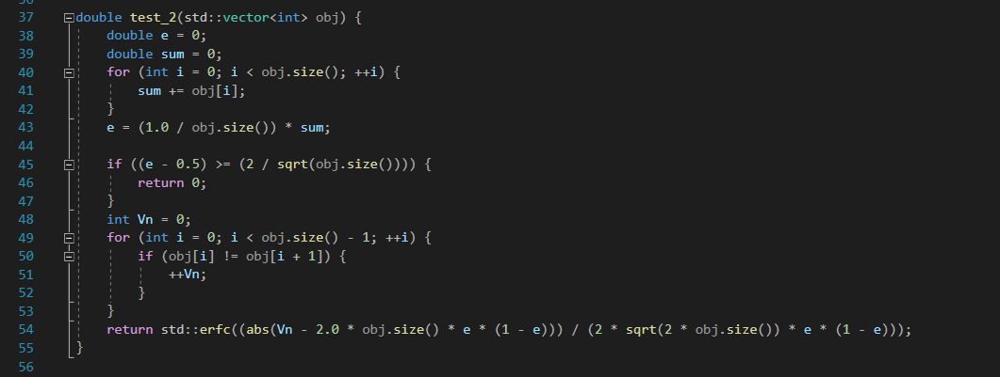 37 double test_2(std::vector<int> obj) {
38 double e = 0;
39 double sum = 0;
40 for (int i = 0; i < obj.size(); ++i) {
41 sum += obj[i];
42 }
43 e = (1.0 / obj.size()) * sum;
44
45 if ((e - 0.5) >= (2 / sqrt(obj.size()))) {
46 return 0;
47 }
48 int Vn = 0;
49 for (int i = 0; i < obj.size() - 1; ++i) {
50 if (obj[i] != obj[i + 1]) {
51 ++Vn;
52 }
53 }
54 return std::erfc((abs(Vn - 2.0 * obj.size() * e * (1 - e))) / (2 * sqrt(2 * obj.size()) * e * (1 - e)));
55 }
56